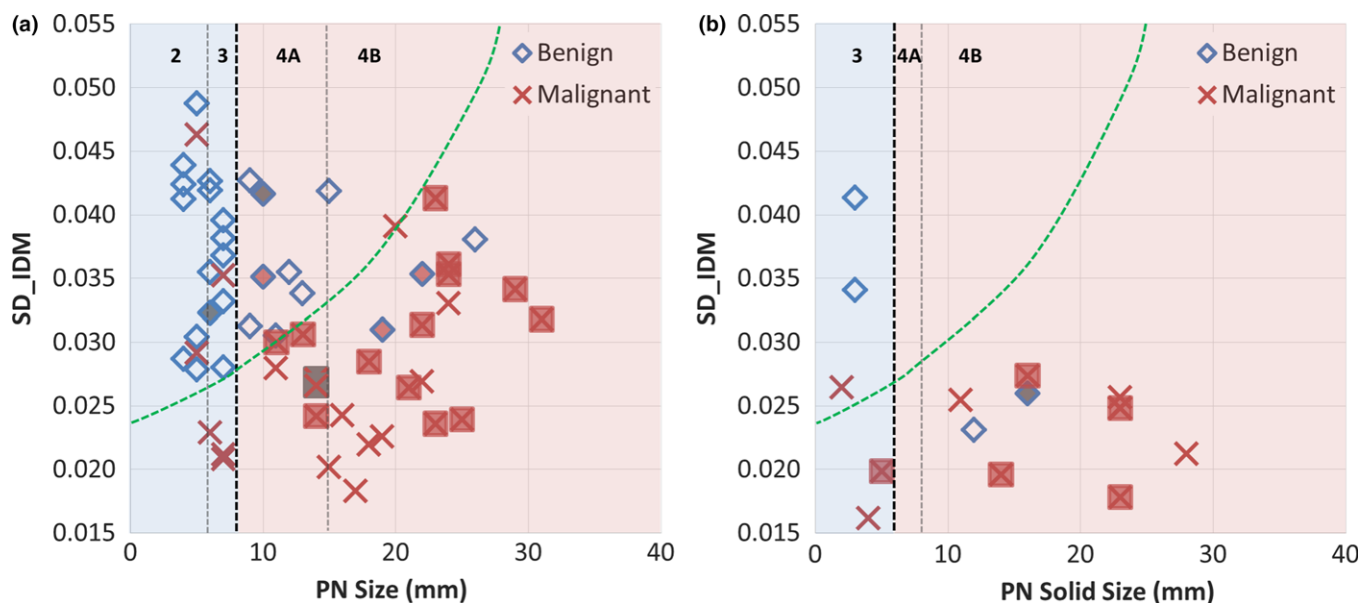 (a)
0.055
0.050
0.045
0.040
0.035
0.030
0.025
0.020
0.015
SD_IDM
2 3 4A 4B
Benign
Malignant
0 10 20 30 40
PN Size (mm)
(b)
0.055
0.050
0.045
0.040
0.035
0.030
0.025
0.020
0.015
SD_IDM
3 4A 4B
Benign
Malignant
0 10 20 30 40
PN Solid Size (mm)